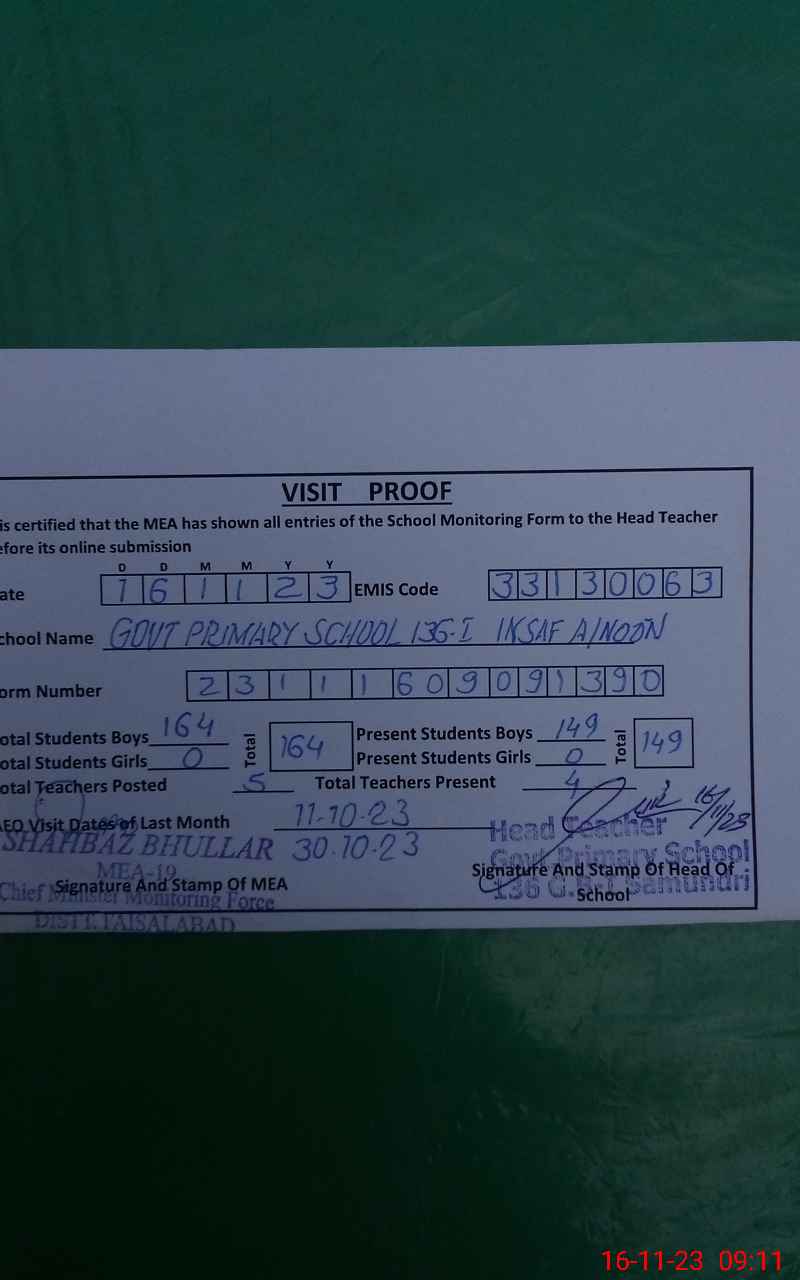 VISIT PROOF
is certified that the MEA has shown all entries of the School Monitoring Form to the Head Teacher
efore its online submission
D D M M Y Y
ate 1 6 1 1 2 3 EMIS Code 3 3 1 3 0 0 6 3
chool Name GOVT PRIMARY SCHOOL 136-I
orm Number 2 3 1 1 1 6 0 9 0 9 1 3 9 0
otal Students Boys 164 Total 164 Present Students Boys 149 Total 149
otal Students Girls 0 Present Students Girls 0
otal Teachers Posted 5 Total Teachers Present 4
AEO Visit Dates of Last Month 11-10-23
16/11/23
Head Teacher
SHAHBAZ BHULLAR 30-10-23
Govt Primary School
MEA-19
Signature And Stamp Of MEA
Signature And Stamp Of Head Of
School
Chief Minister Monitoring Force
136 G.B-I Samundri
DISTT. FAISALABAD
16-11-23 09:11